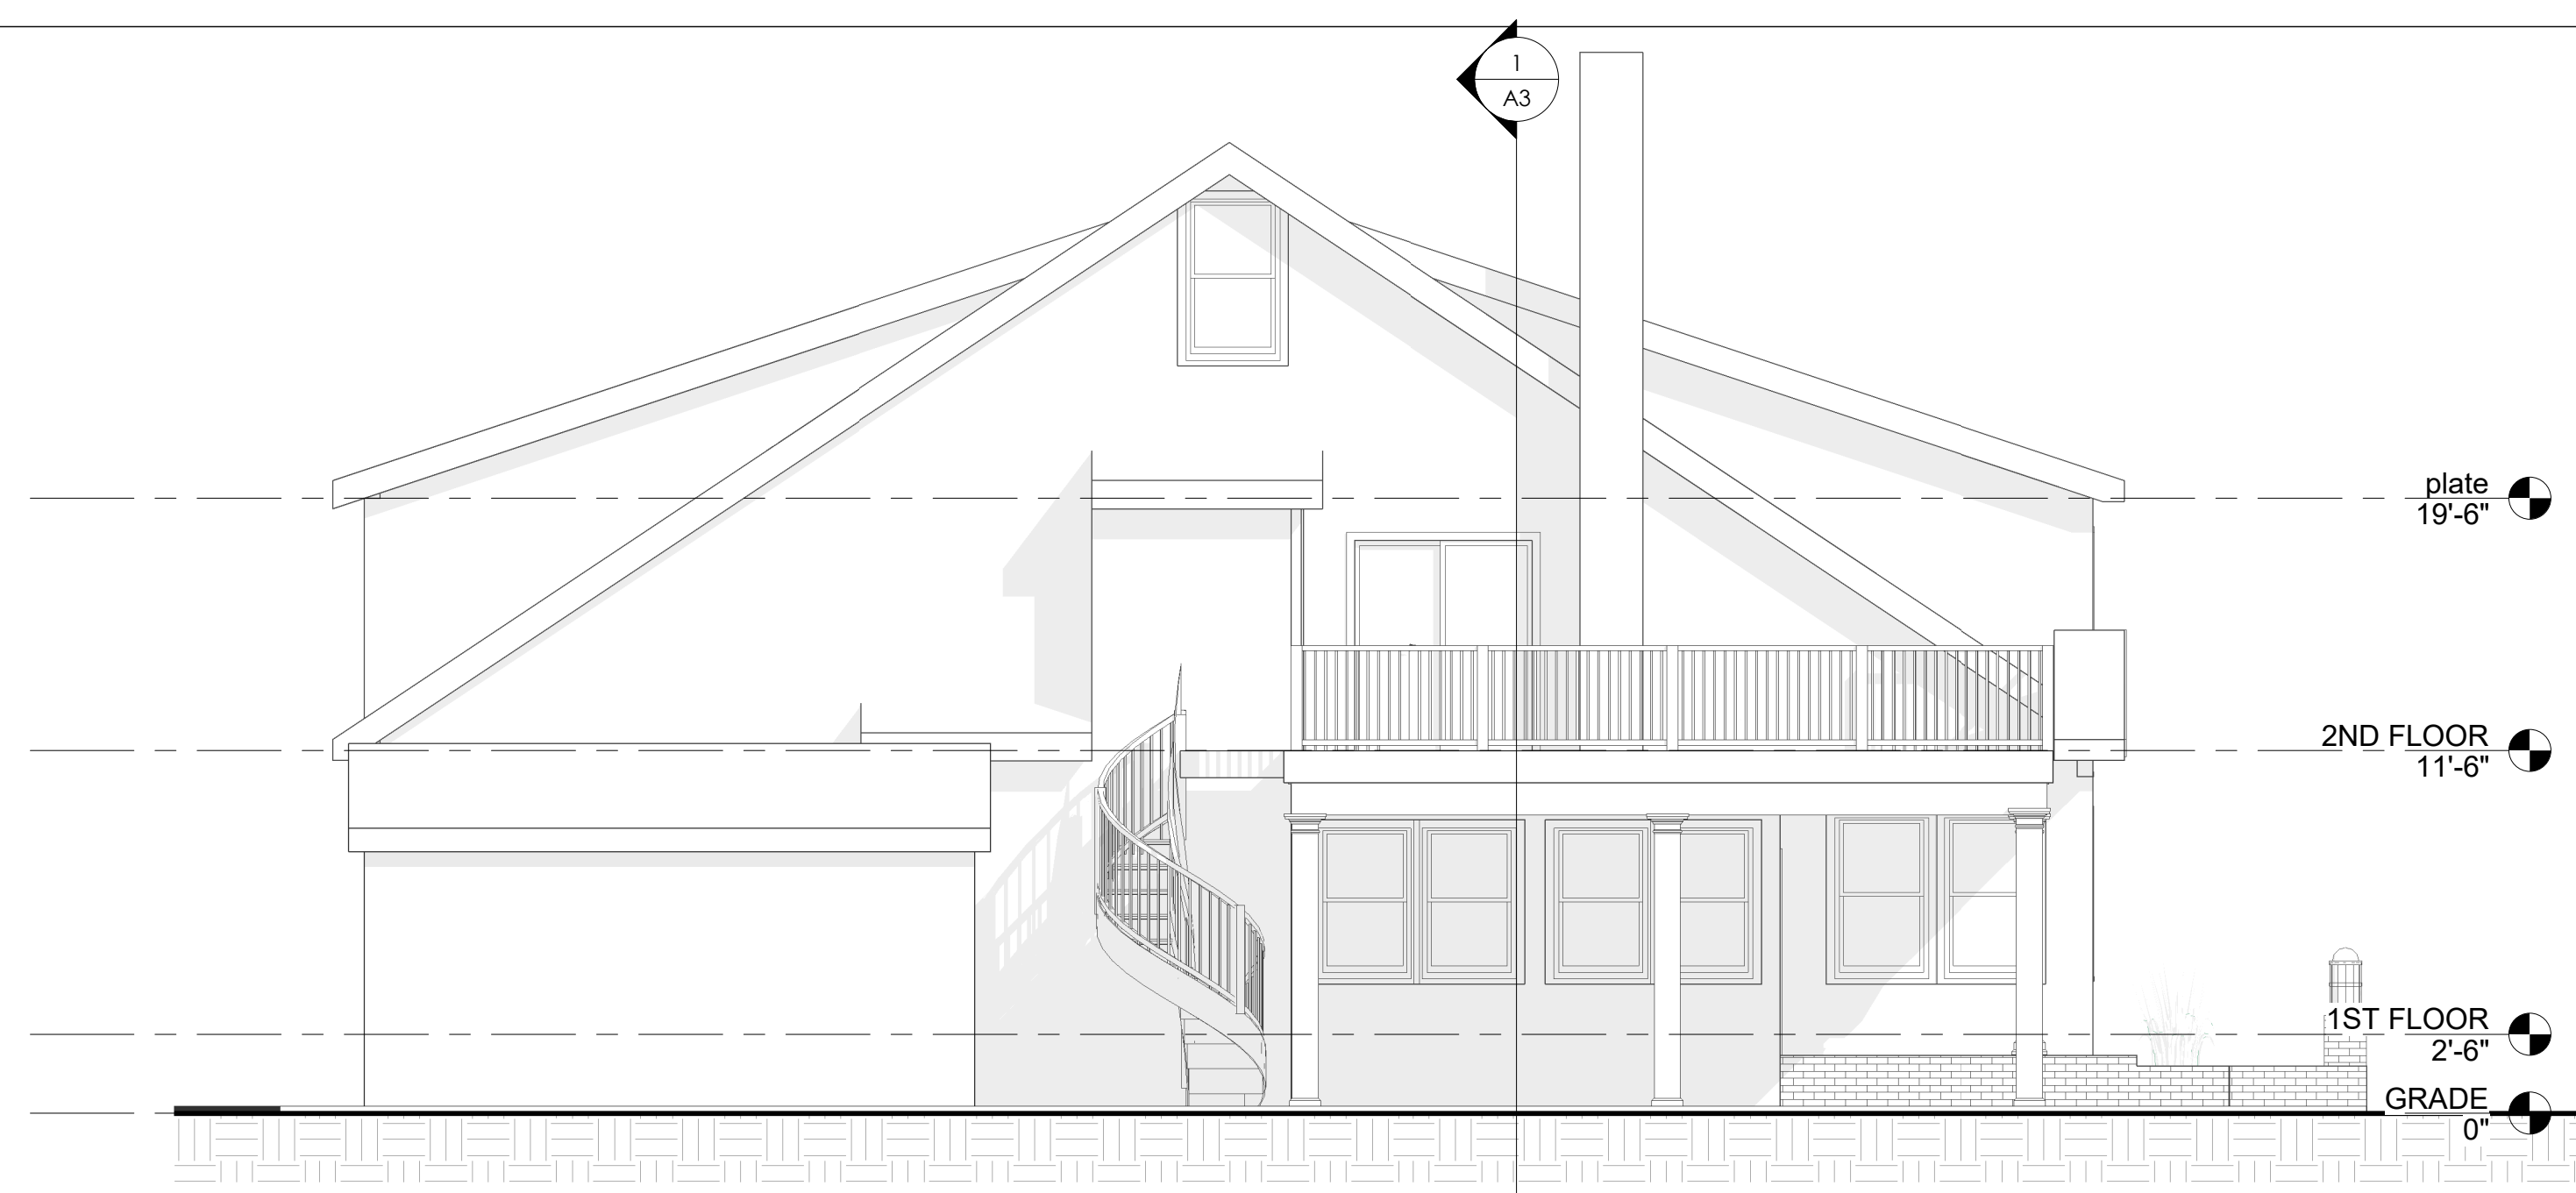 1
A3
plate
19'-6"
2ND FLOOR
11'-6"
1ST FLOOR
2'-6"
GRADE
0"